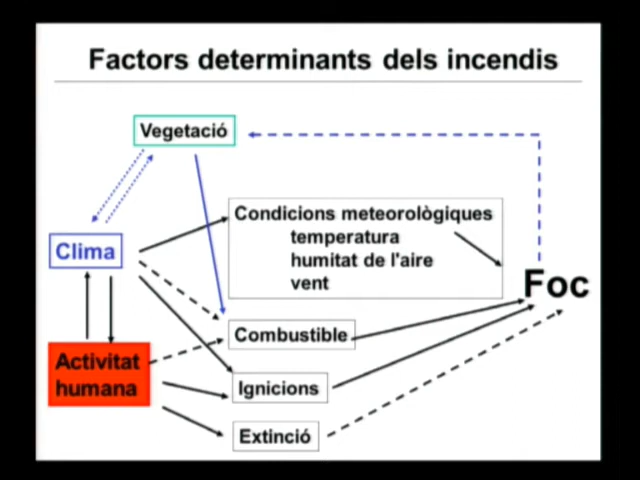 Factors determinants dels incendis
Vegetació
Condicions meteorològiques
temperatura
humitat de l'aire
vent
Clima
Foc
Combustible
Activitat
humana
Ignicions
Extinció